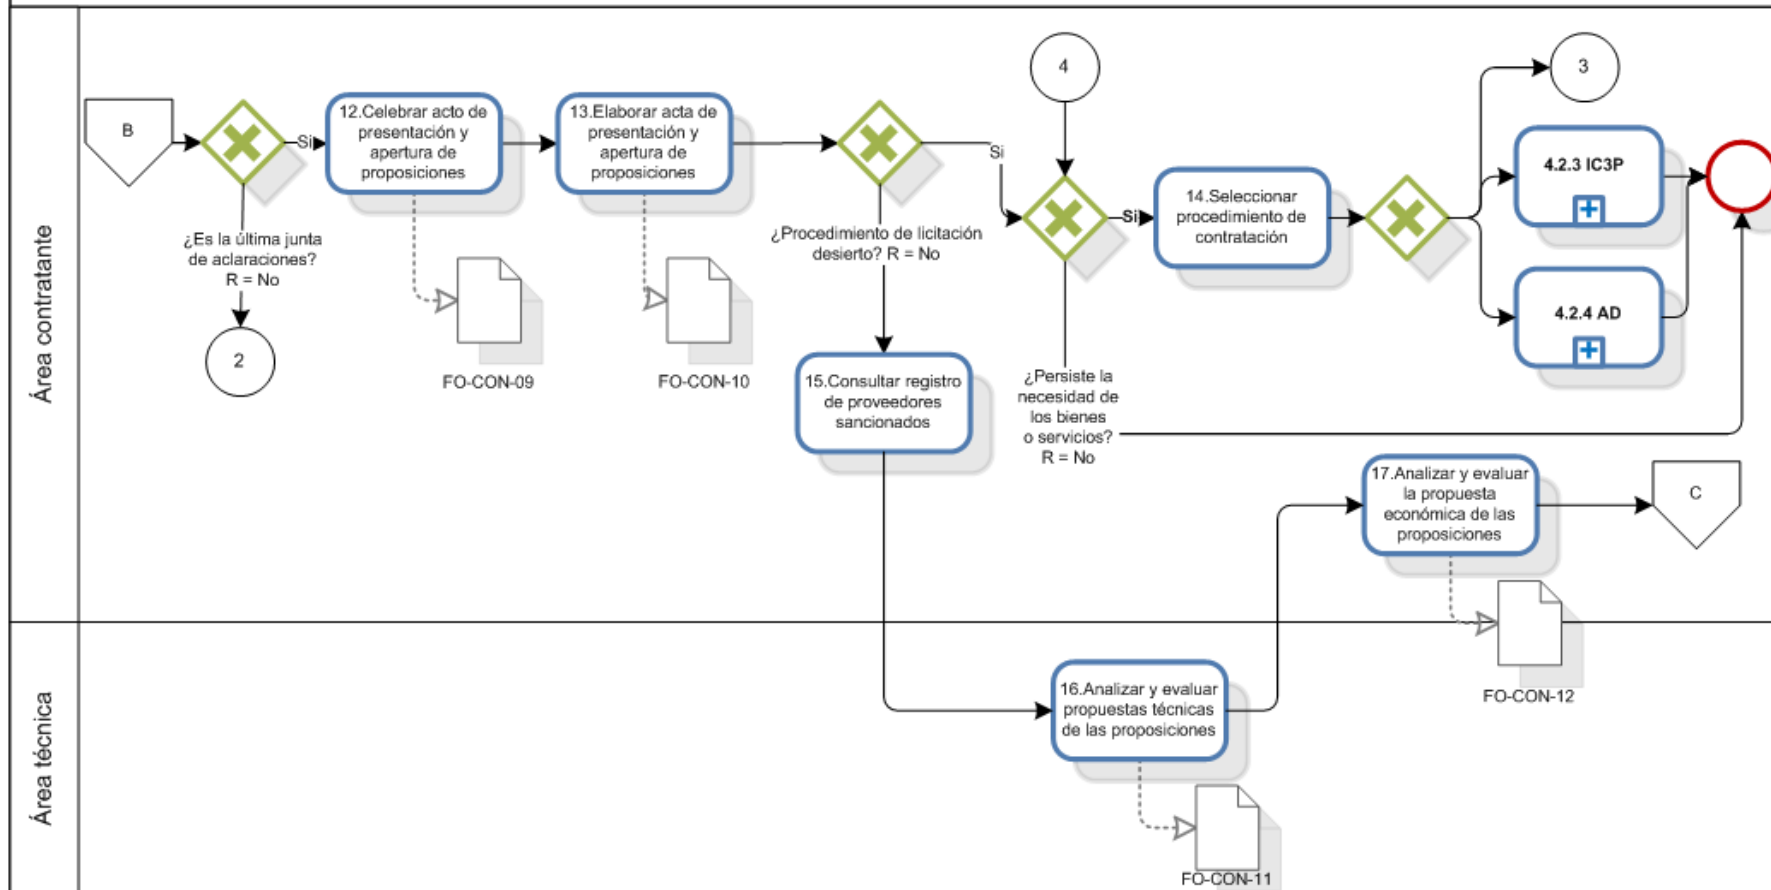 Área contratante
B
Si
¿Es la última junta
de aclaraciones?
R = No
2
12.Celebrar acto de
presentación y
apertura de
proposiciones
FO-CON-09
13.Elaborar acta de
presentación y
apertura de
proposiciones
FO-CON-10
¿Procedimiento de licitación
desierto? R = No
Si
4
Si
¿Persiste la
necesidad de
los bienes
o servicios?
R = No
14.Seleccionar
procedimiento de
contratación
3
4.2.3 IC3P
4.2.4 AD
15.Consultar registro
de proveedores
sancionados
17.Analizar y evaluar
la propuesta
económica de las
proposiciones
C
FO-CON-12
Área técnica
16.Analizar y evaluar
propuestas técnicas
de las proposiciones
FO-CON-11